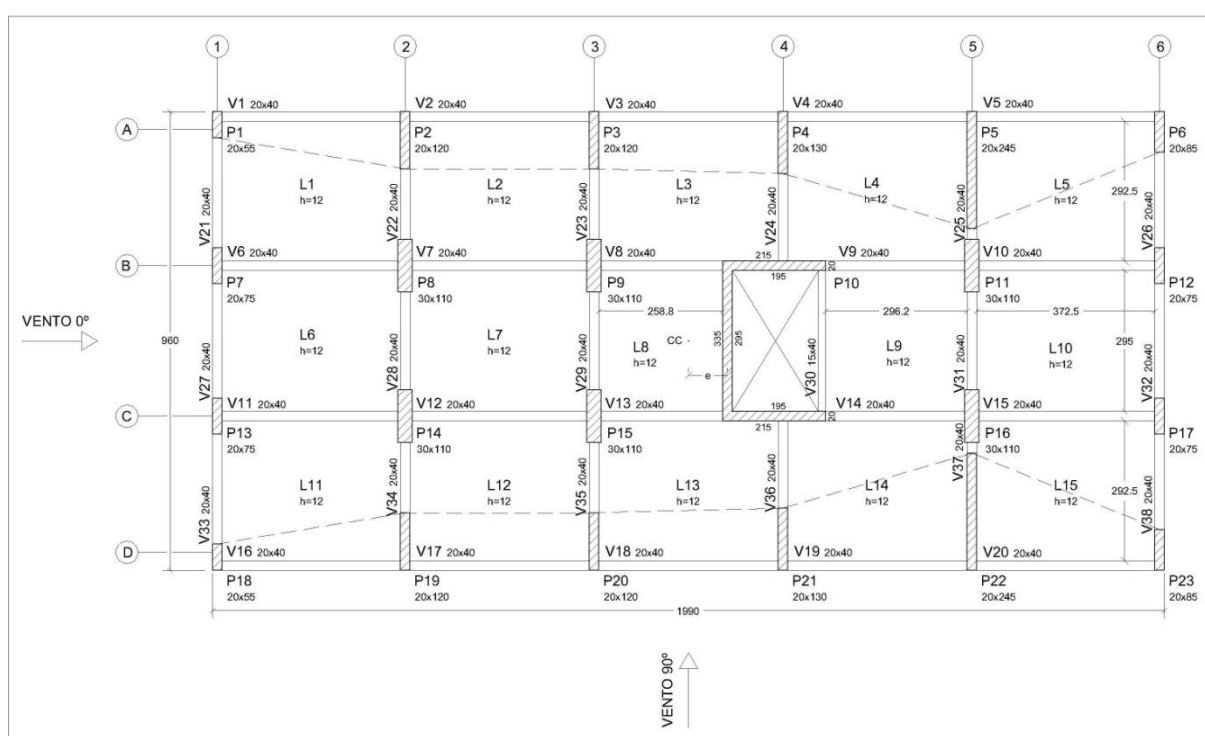 1
2
3
4
5
6
V1 20x40
V2 20x40
V3 20x40
V4 20x40
V5 20x40
A
P1
20x55
P2
20x120
P3
20x120
P4
20x130
P5
20x245
P6
20x85
V21 20x40
V22 20x40
V23 20x40
V24 20x40
V25 20x40
V26 20x40
292.5
L1
h=12
L2
h=12
L3
h=12
L4
h=12
L5
h=12
B
V6 20x40
V7 20x40
V8 20x40
215
V9 20x40
V10 20x40
P7
20x75
P8
30x110
P9
30x110
195
20
P10
P11
30x110
P12
20x75
VENTO 0º
960
258.8
296.2
372.5
L6
h=12
L7
h=12
L8
h=12
CC
e
335
295
L9
h=12
L10
h=12
295
V27 20x40
V28 20x40
V29 20x40
V30 15x40
V31 20x40
V32 20x40
C
V11 20x40
V12 20x40
V13 20x40
195
20
215
V14 20x40
V15 20x40
P13
20x75
P14
30x110
P15
30x110
P16
30x110
P17
20x75
V33 20x40
V34 20x40
V35 20x40
V36 20x40
V37 20x40
V38 20x40
292.5
L11
h=12
L12
h=12
L13
h=12
L14
h=12
L15
h=12
D
V16 20x40
V17 20x40
V18 20x40
V19 20x40
V20 20x40
P18
20x55
P19
20x120
P20
20x120
P21
20x130
P22
20x245
P23
20x85
1990
VENTO 90º